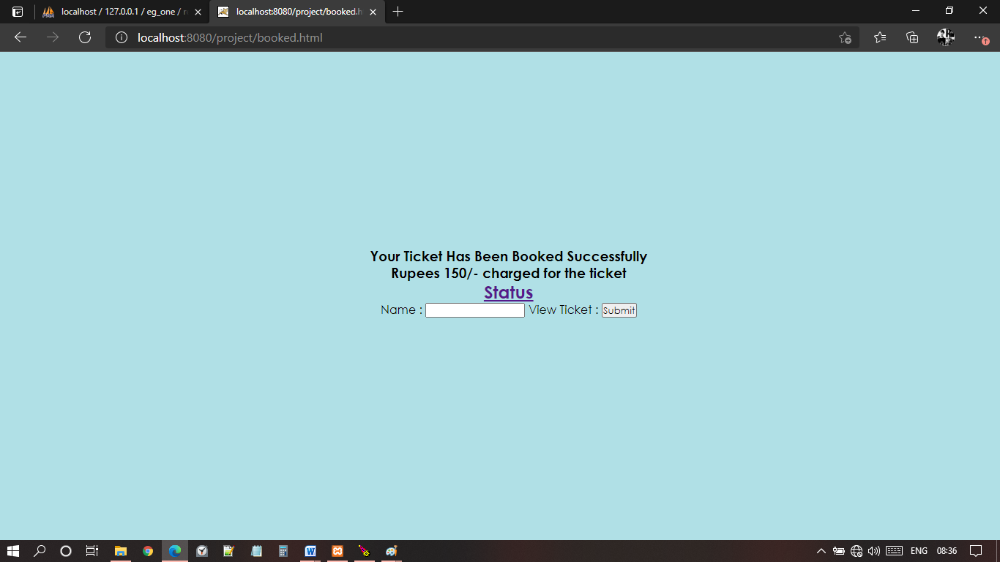 localhost / 127.0.0.1 / eg_one / r
localhost:8080/project/booked.h
localhost:8080/project/booked.html
Your Ticket Has Been Booked Successfully
Rupees 150/- charged for the ticket
Status
Name : View Ticket : Submit
ENG 08:36